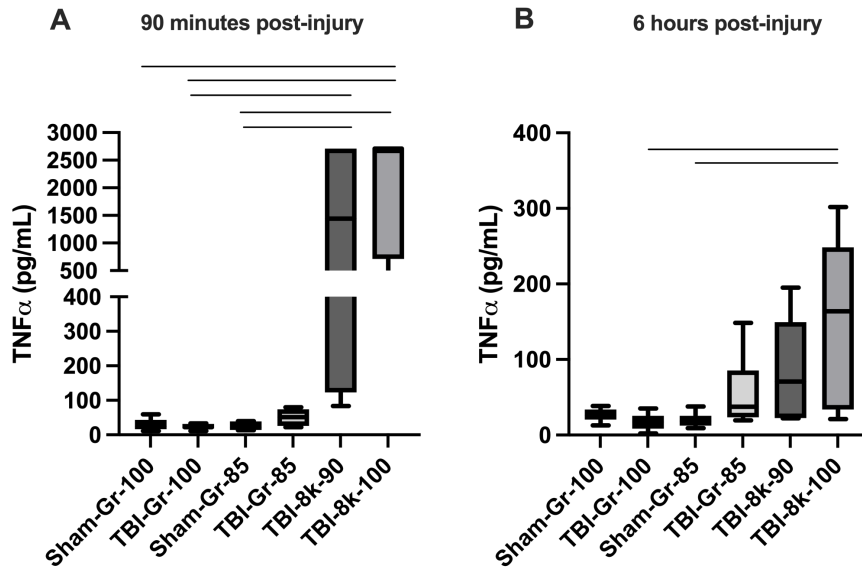 A
90 minutes post-injury
TNFα (pg/mL)
3000
2500
2000
1500
1000
500
400
300
200
100
0
Sham-Gr-100
TBI-Gr-100
Sham-Gr-85
TBI-Gr-85
TBI-8k-90
TBI-8k-100
B
6 hours post-injury
TNFα (pg/mL)
400
300
200
100
0
Sham-Gr-100
TBI-Gr-100
Sham-Gr-85
TBI-Gr-85
TBI-8k-90
TBI-8k-100